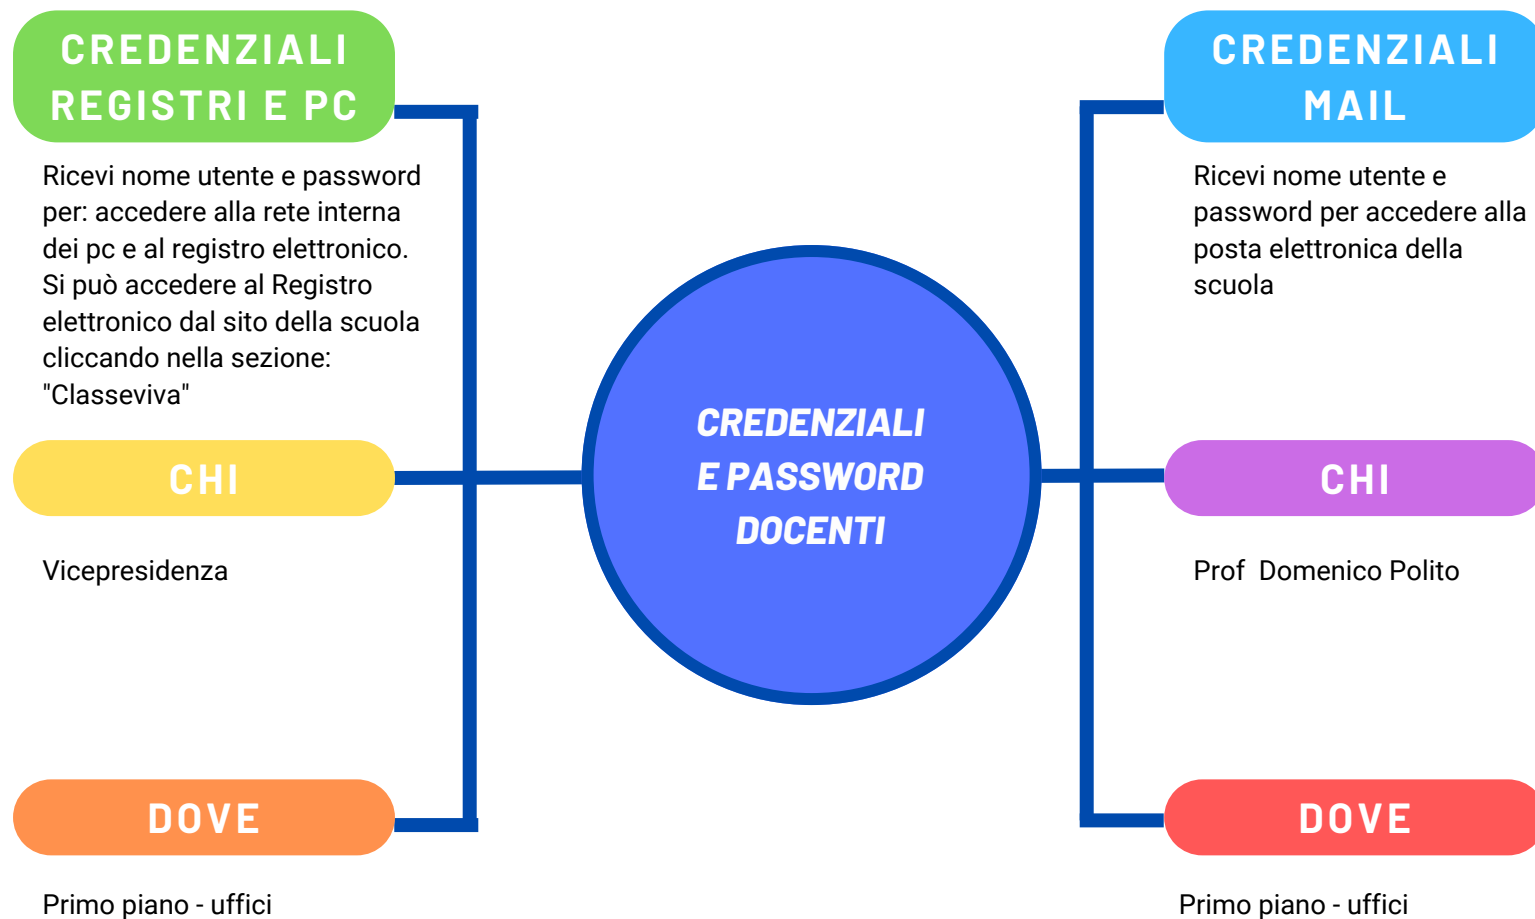 CREDENZIALI
REGISTRI E PC
Ricevi nome utente e password
per: accedere alla rete interna
dei pc e al registro elettronico.
Si può accedere al Registro
elettronico dal sito della scuola
cliccando nella sezione:
"Classeviva"
CHI
Vicepresidenza
DOVE
Primo piano - uffici
CREDENZIALI
E PASSWORD
DOCENTI
CREDENZIALI
MAIL
Ricevi nome utente e
password per accedere alla
posta elettronica della
scuola
CHI
Prof  Domenico Polito
DOVE
Primo piano - uffici